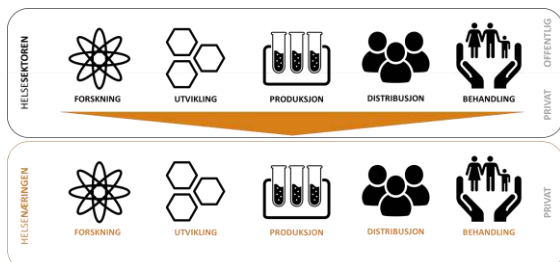 HELSESEKTOREN
FORSKNING
UTVIKLING
PRODUKSJON
DISTRIBUSJON
BEHANDLING
OFFENTLIG
PRIVAT
HELSENÆRINGEN
FORSKNING
UTVIKLING
PRODUKSJON
DISTRIBUSJON
BEHANDLING
PRIVAT